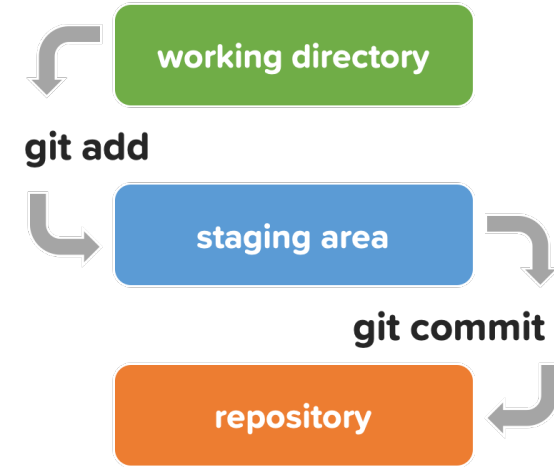 working directory
git add
staging area
git commit
repository